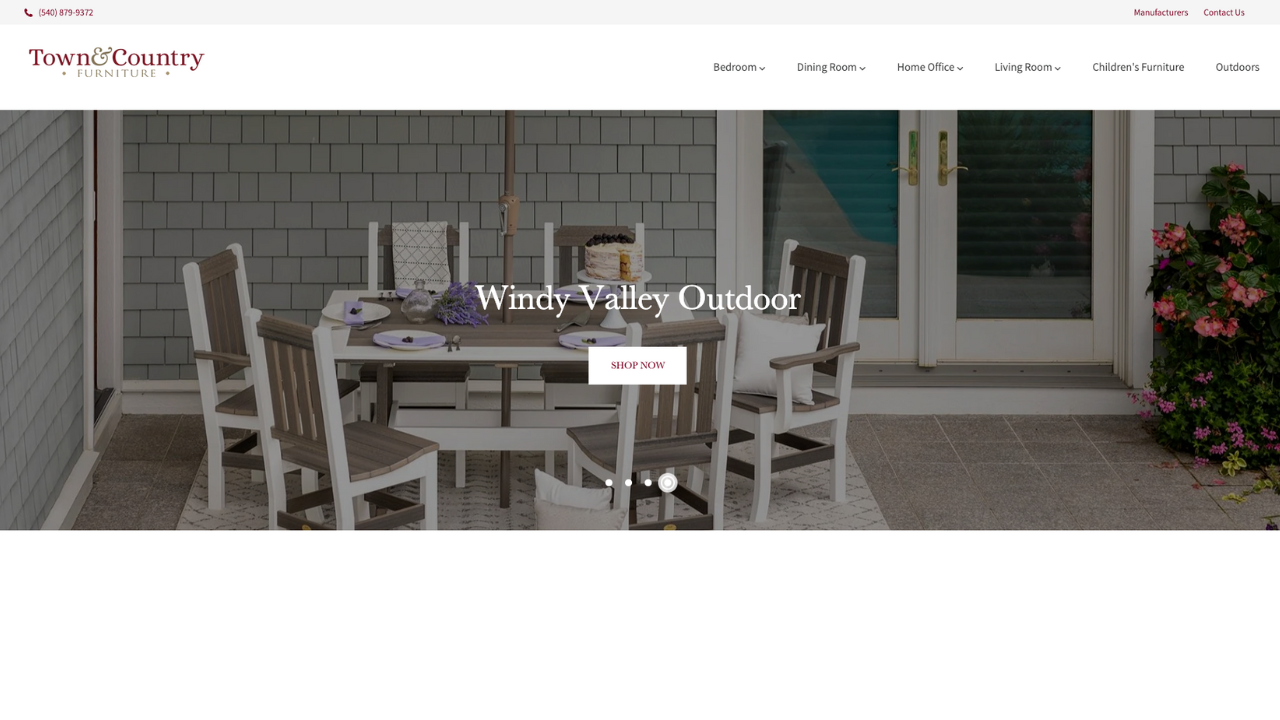 (540) 879-9372
Manufacturers
Contact Us
Town&Country
FURNITURE
Bedroom
Dining Room
Home Office
Living Room
Children's Furniture
Outdoors
Windy Valley Outdoor
SHOP NOW